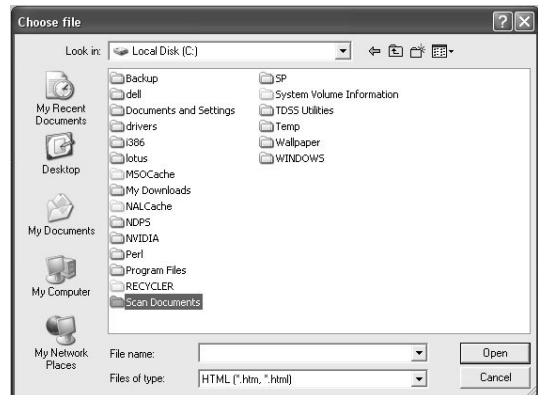 Choose file
Look in:
Local Disk (C:)
My Recent
Documents
Desktop
My Documents
My Computer
My Network
Places
Backup
dell
Documents and Settings
drivers
i386
lotus
MSOCache
My Downloads
NALCache
NDPS
NVIDIA
Perl
Program Files
RECYCLER
Scan Documents
SP
System Volume Information
TDSS Utilities
Temp
Wallpaper
WINDOWS
File name:
Open
Files of type:
HTML (*.htm, *.html)
Cancel